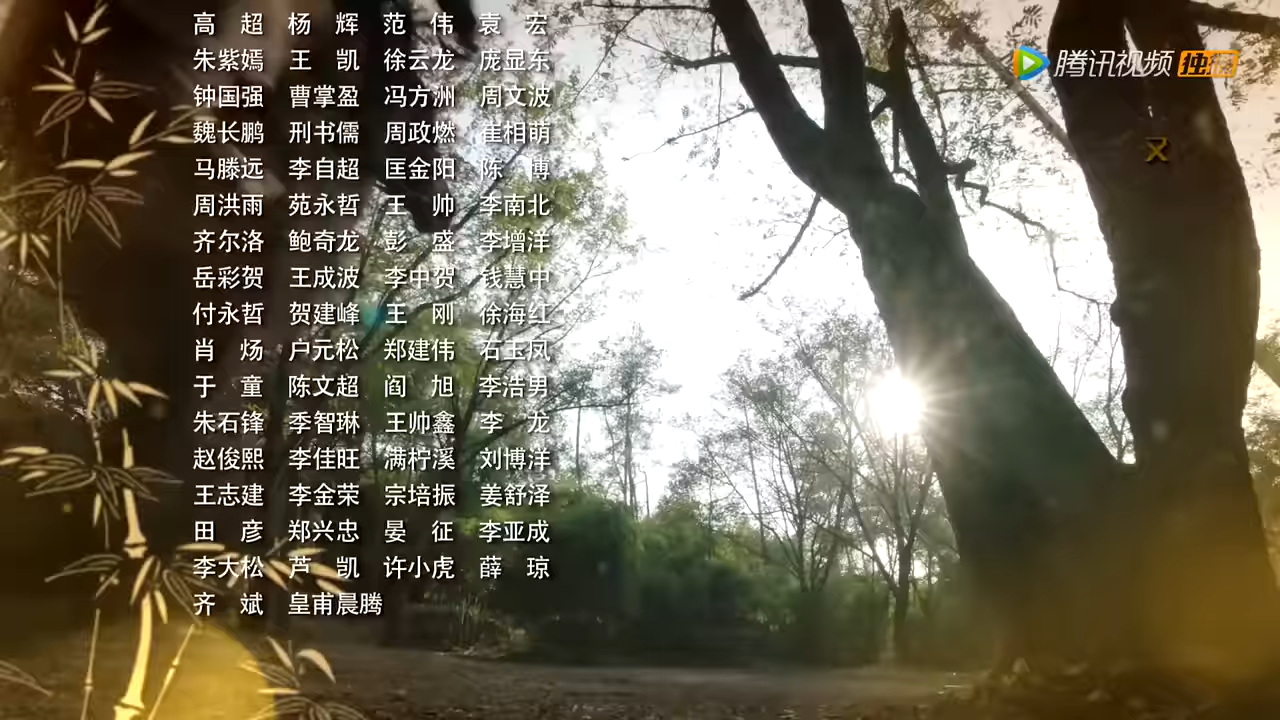 高 超 杨 辉 范 伟 袁 宏
朱紫嫣 王 凯 徐云龙 庞显东
钟国强 曹掌盈 冯方洲 周文波
魏长鹏 刑书儒 周政燃 崔相萌
马滕远 李自超 匡金阳 陈 博
周洪雨 苑永哲 王 帅 李南北
齐尔洛 鲍奇龙 彭 盛 李增洋
岳彩贺 王成波 李中贺 钱慧中
付永哲 贺建峰 王 刚 徐海红
肖 炀 户元松 郑建伟 石玉凤
于 童 陈文超 阎 旭 李浩男
朱石锋 季智琳 王帅鑫 李 龙
赵俊熙 李佳旺 满柠溪 刘博洋
王志建 李金荣 宗培振 姜舒泽
田 彦 郑兴忠 晏 征 李亚成
李大松 芦 凯 许小虎 薛 琼
齐 斌 皇甫晨腾
腾讯视频 独播